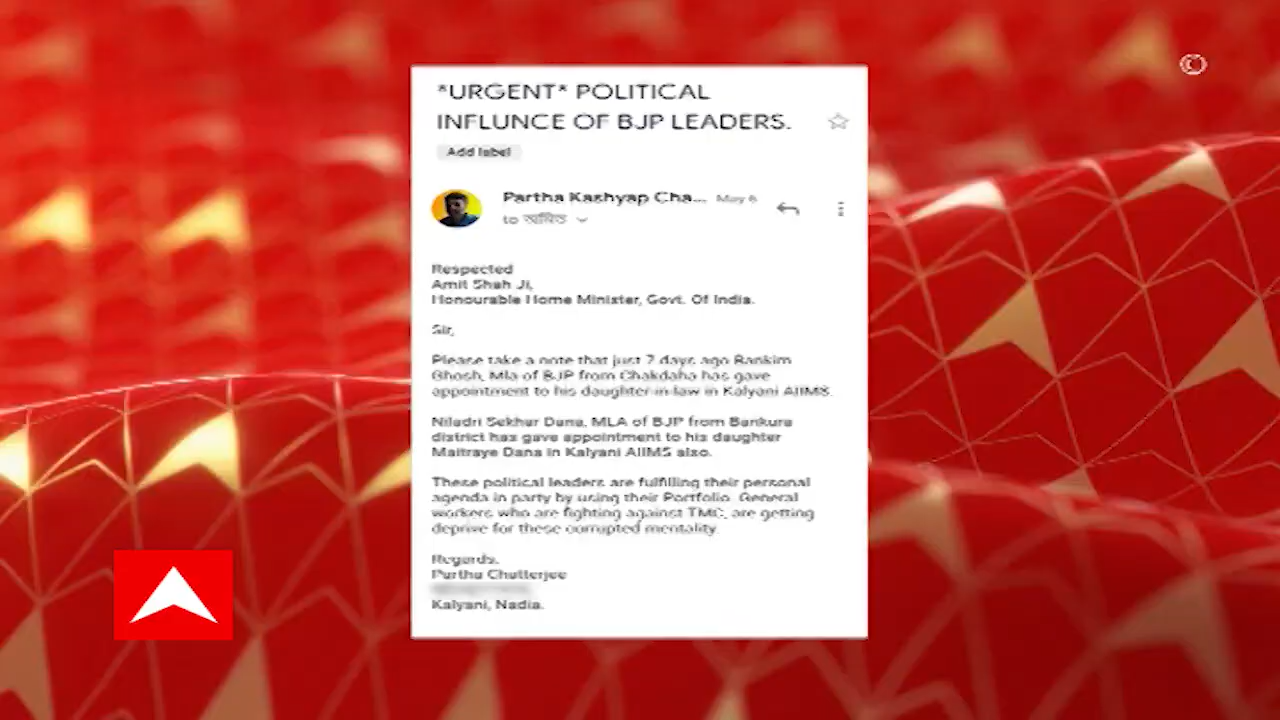 *URGENT* POLITICAL
INFLUNCE OF BJP LEADERS.
Add label
Partha Kashyap Cha... May 6
to অমিত
Respected
Amit Shah Ji,
Honourable Home Minister, Govt. Of India.
Sir,
Please take a note that just 7 days ago Bankim
Ghosh, Mla of BJP from Chakdaha has gave
appointment to his daughter-in-law in Kalyani AIIMS.
Niladri Sekhar Dana, MLA of BJP from Bankura
district has gave appointment to his daughter
Maitraye Dana in Kalyani AIIMS also.
These political leaders are fulfilling their personal
agenda in party by using their Portfolio. General
workers who are fighting against TMC, are getting
deprive for these corrupted mentality.
Regards,
Partha Chatterjee
Kalyani, Nadia.